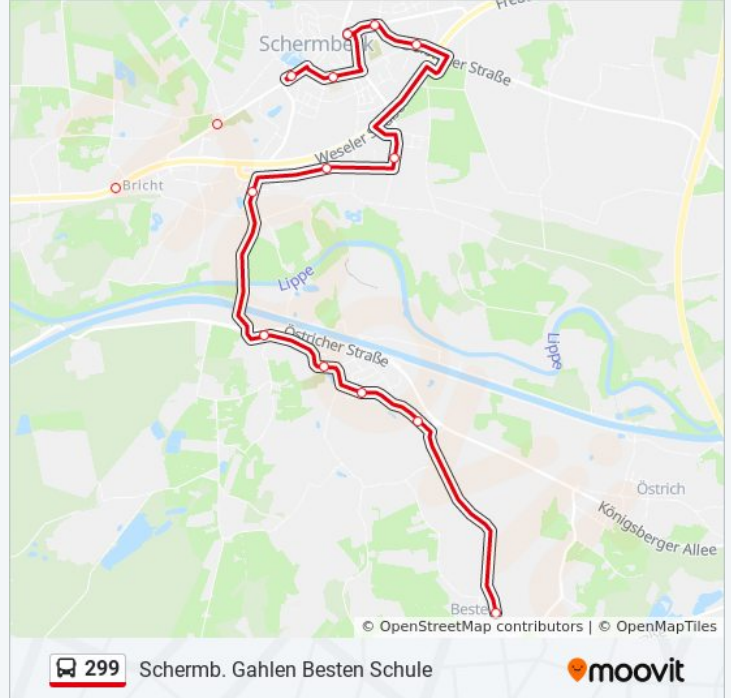 Schermbeck
Weseler Straße
Bricht
Lippe
Östricher Straße
Lippe
Östrich
Königsberger Allee
Besten
© OpenStreetMap contributors | © OpenMapTiles
299 Schermb. Gahlen Besten Schule
moovit